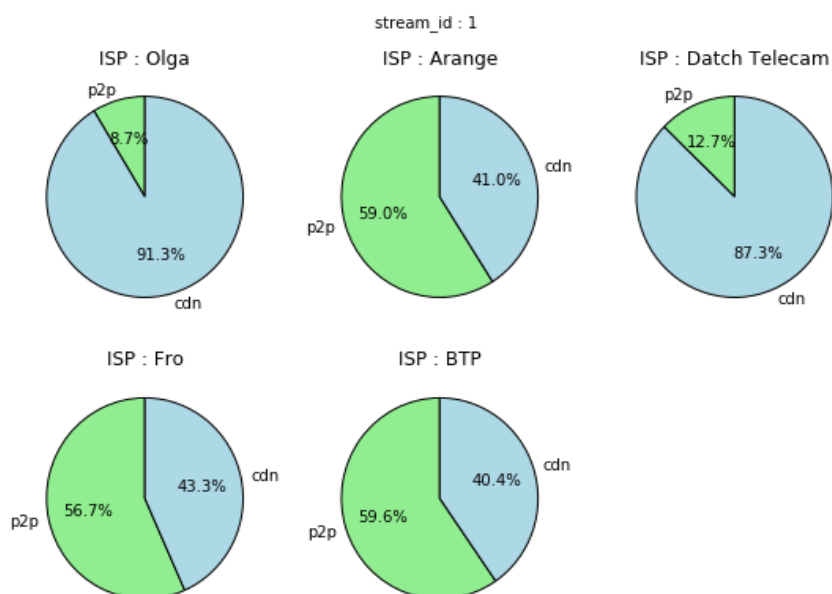 stream_id : 1
ISP : Olga
p2p
8.7%
91.3%
cdn
ISP : Arange
cdn
41.0%
59.0%
p2p
ISP : Datch Telecam
p2p
12.7%
87.3%
cdn
ISP : Fro
cdn
43.3%
56.7%
p2p
ISP : BTP
cdn
40.4%
59.6%
p2p